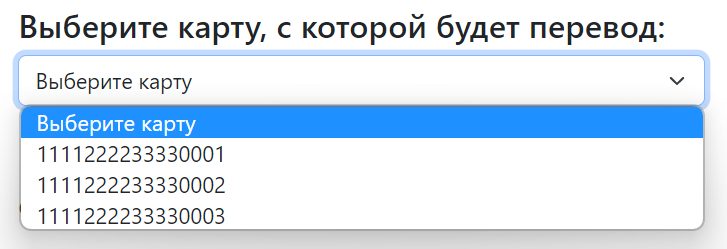 Выберите карту, с которой будет перевод:
Выберите карту
Выберите карту
1111222233330001
1111222233330002
1111222233330003